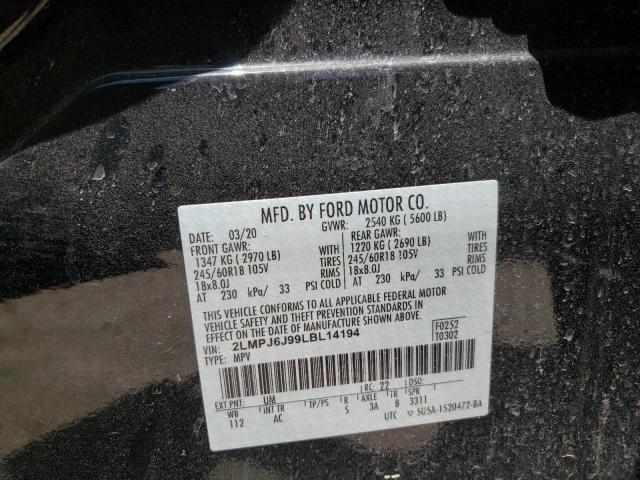 MFD. BY FORD MOTOR CO.
DATE: 03/20 GVWR: 2540 KG ( 5600 LB)
FRONT GAWR: REAR GAWR:
1347 KG ( 2970 LB) WITH 1220 KG ( 2690 LB) WITH
245/60R18 105V TIRES 245/60R18 105V TIRES
18x8.0J RIMS 18x8.0J RIMS
AT 230 kPa/ 33 PSI COLD AT 230 kPa/ 33 PSI COLD
THIS VEHICLE CONFORMS TO ALL APPLICABLE FEDERAL MOTOR
VEHICLE SAFETY AND THEFT PREVENTION STANDARDS IN
EFFECT ON THE DATE OF MANUFACTURE SHOWN ABOVE.
VIN: 2LMPJ6J99LBL14194 F0252
TYPE: MPV T0302
EXT PNT: UM RC: 22 DSO:
WB INT TR TP/PS R AXLE TR SPR
112 AC S 3A 8 3311
UTC ▽ 5U5A-1520472-BA